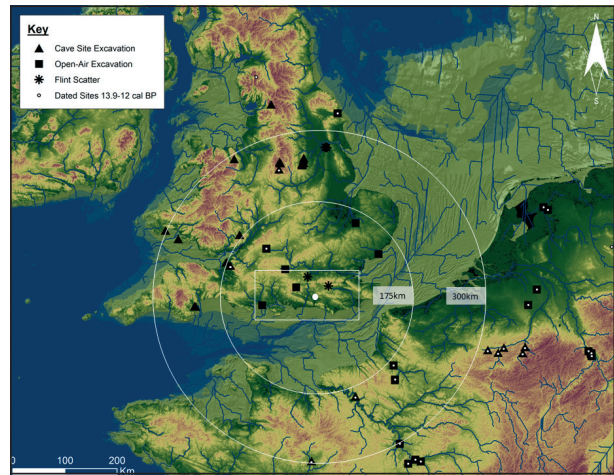 Key
Cave Site Excavation
Open-Air Excavation
Flint Scatter
Dated Sites 13.9-12 cal BP
N
S
175km
300km
0 100 200
Km